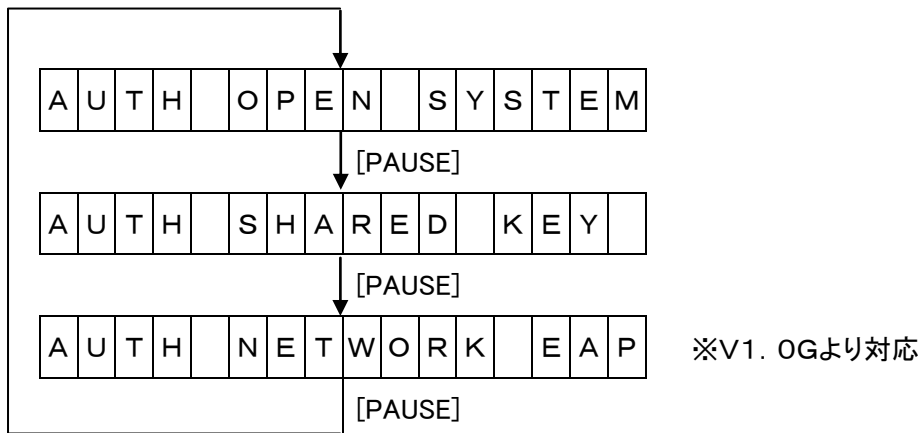 AUTH OPEN SYSTEM
[PAUSE]
AUTH SHARED KEY
[PAUSE]
AUTH NETWORK EAP ※V1.0Gより対応
[PAUSE]